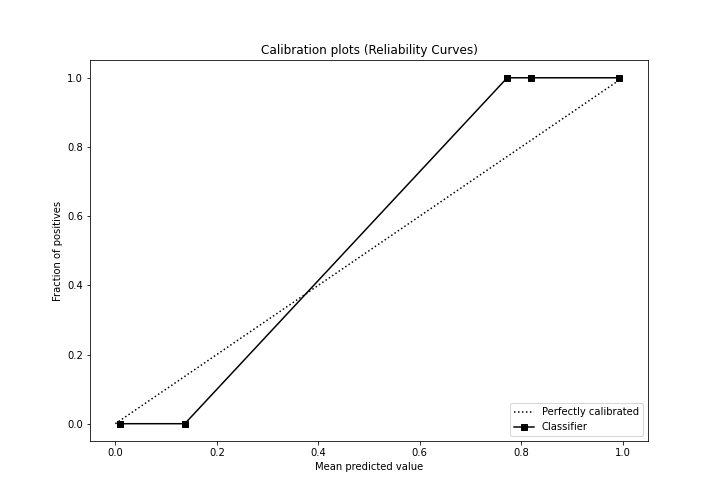 Calibration plots (Reliability Curves)
1.0
0.8
0.6
0.4
0.2
0.0
Fraction of positives
0.0 0.2 0.4 0.6 0.8 1.0
Mean predicted value
Perfectly calibrated
Classifier